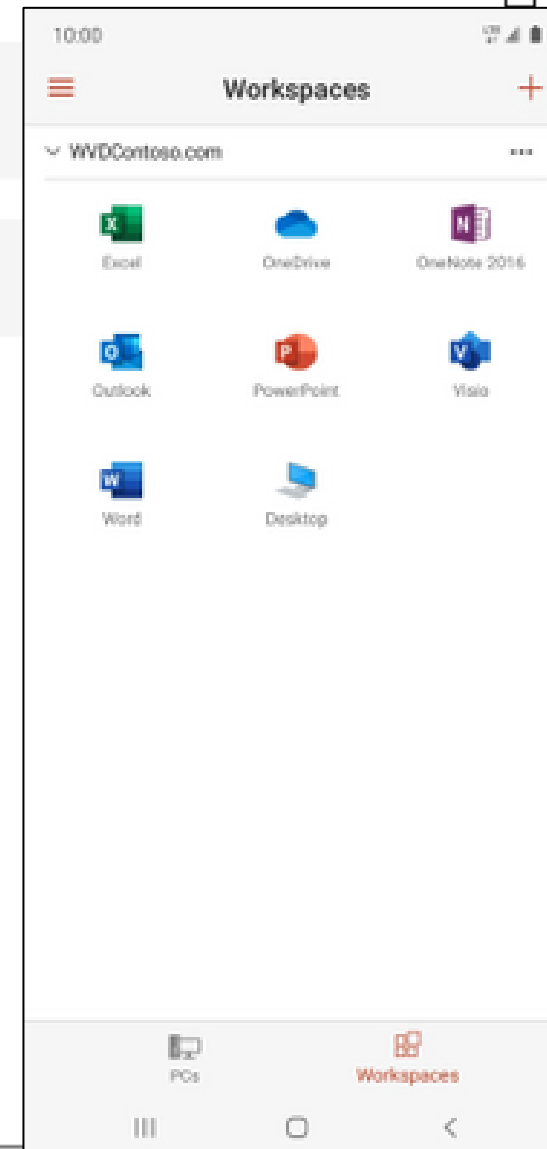 10:00
Workspaces
WVDContoso.com
Excel OneDrive OneNote 2016
Outlook PowerPoint Visio
Word Desktop
PCs Workspaces